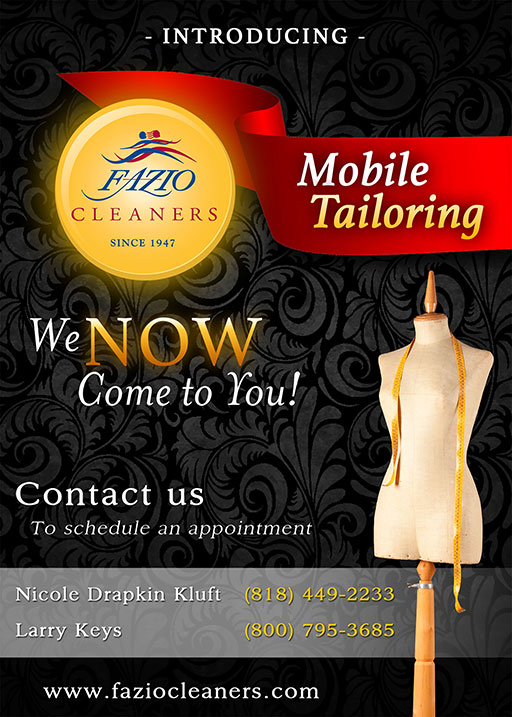 - INTRODUCING -
FAZIO
CLEANERS
SINCE 1947
Mobile
Tailoring
We NOW
Come to You!
Contact us
To schedule an appointment
Nicole Drapkin Kluft (818) 449-2233
Larry Keys (800) 795-3685
www.faziocleaners.com